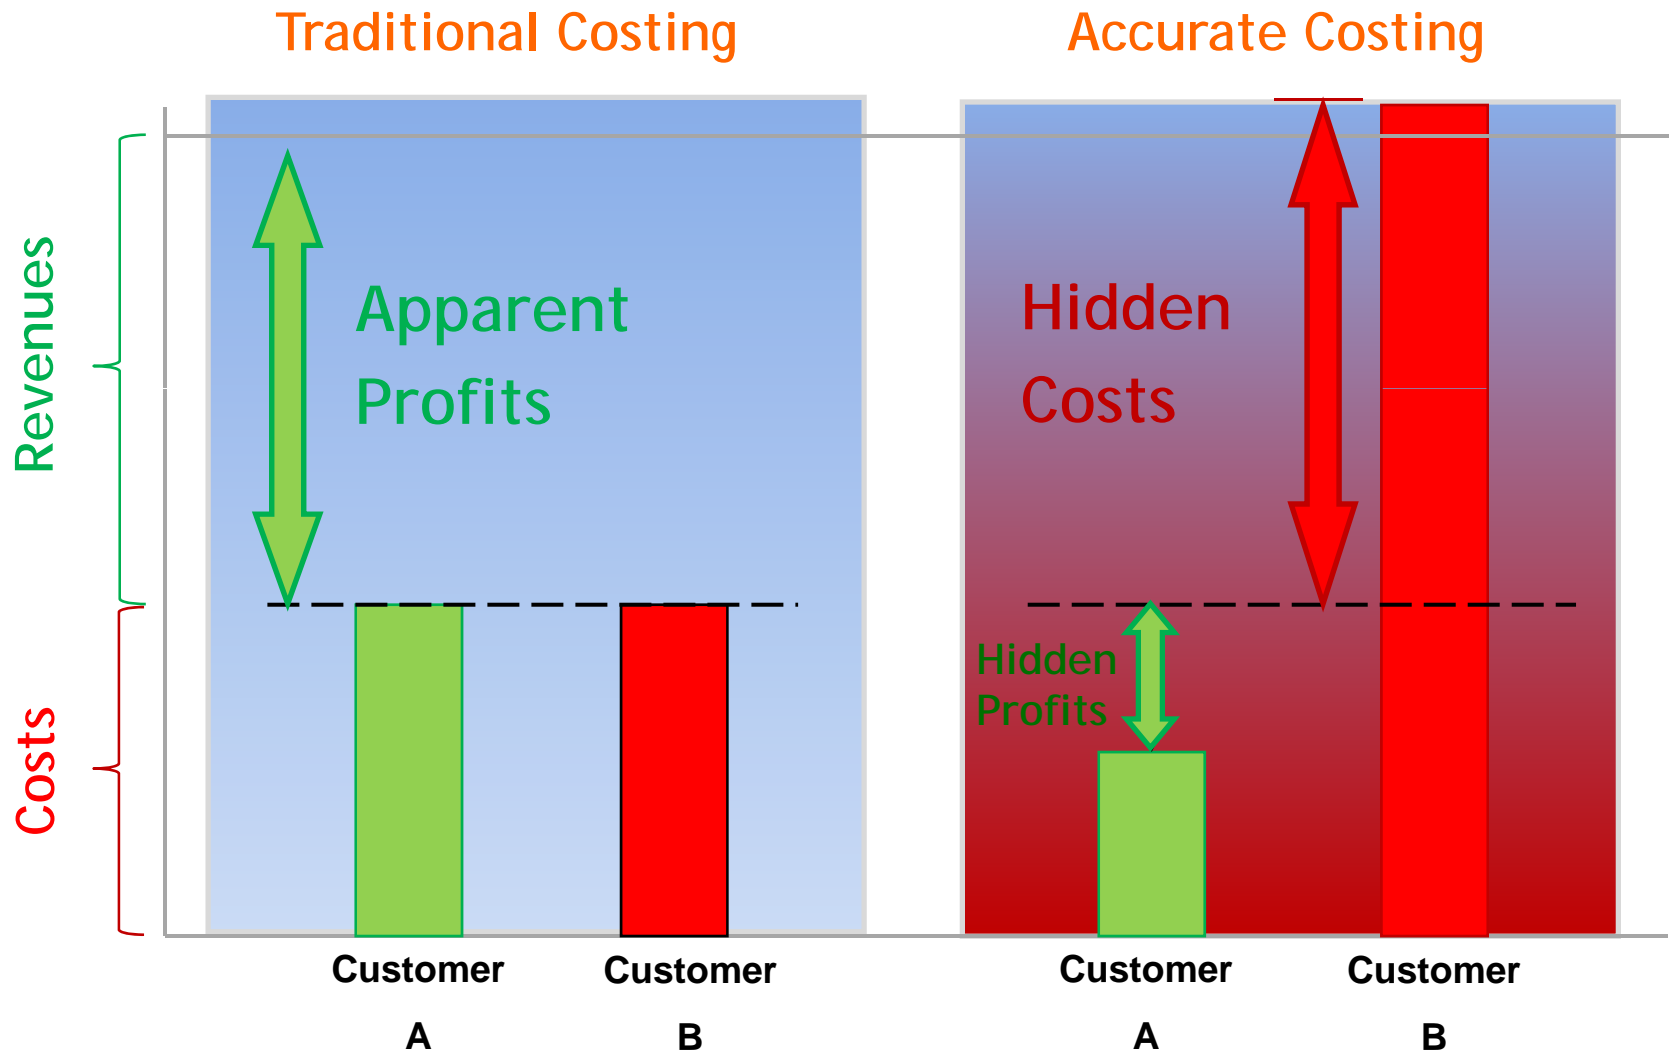 Traditional Costing
Accurate Costing
Revenues
Costs
Apparent
Profits
Hidden
Costs
Hidden
Profits
Customer
A
Customer
B
Customer
A
Customer
B